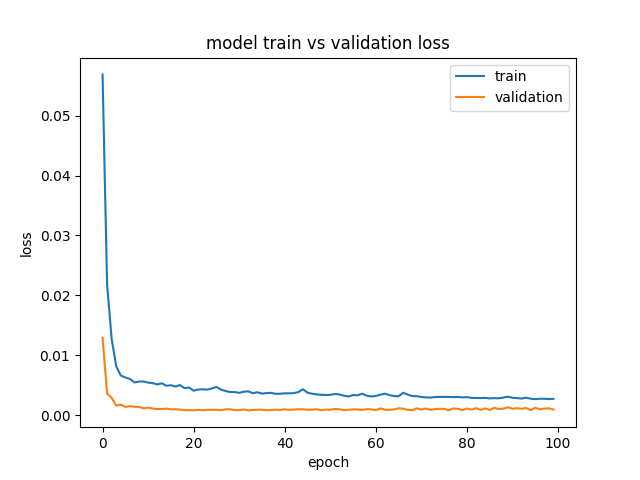 model train vs validation loss
train
validation
0.05
0.04
0.03
0.02
0.01
0.00
loss
0 20 40 60 80 100
epoch